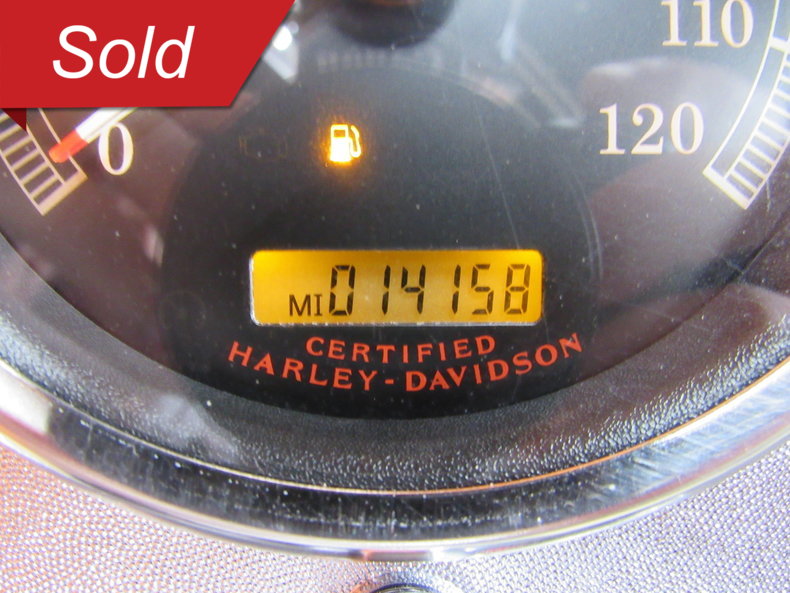 Sold
110
120
0
MI 014158
CERTIFIED
HARLEY-DAVIDSON